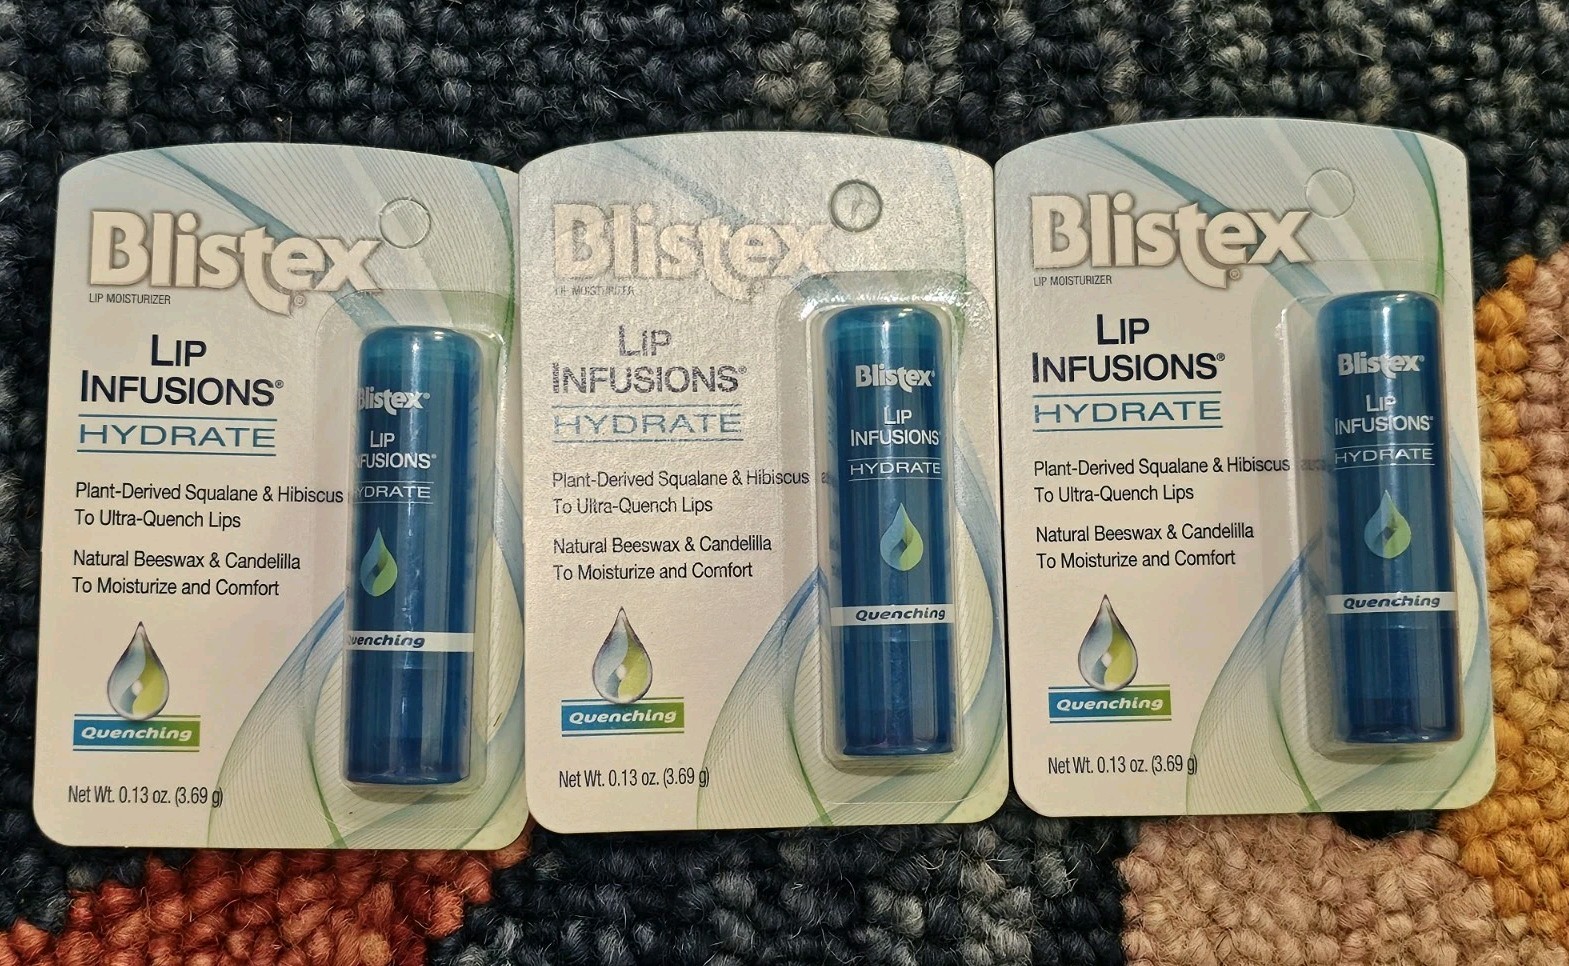 Blistex®
LIP MOISTURIZER
LIP
INFUSIONS®
HYDRATE
Plant-Derived Squalane & Hibiscus
To Ultra-Quench Lips
Natural Beeswax & Candelilla
To Moisturize and Comfort
Quenching
Net Wt. 0.13 oz. (3.69 g)
Blistex®
LIP
NFUSIONS®
YDRATE
uenching
Blistex®
LIP MOISTURIZER
LIP
INFUSIONS®
HYDRATE
Plant-Derived Squalane & Hibiscus
To Ultra-Quench Lips
Natural Beeswax & Candelilla
To Moisturize and Comfort
Quenching
Net Wt. 0.13 oz. (3.69 g)
Blistex®
LIP
INFUSIONS®
HYDRATE
Quenching
Blistex®
LIP MOISTURIZER
LIP
INFUSIONS®
HYDRATE
Plant-Derived Squalane & Hibiscus
To Ultra-Quench Lips
Natural Beeswax & Candelilla
To Moisturize and Comfort
Quenching
Net Wt. 0.13 oz. (3.69 g)
Blistex®
LIP
INFUSIONS®
HYDRATE
Quenching